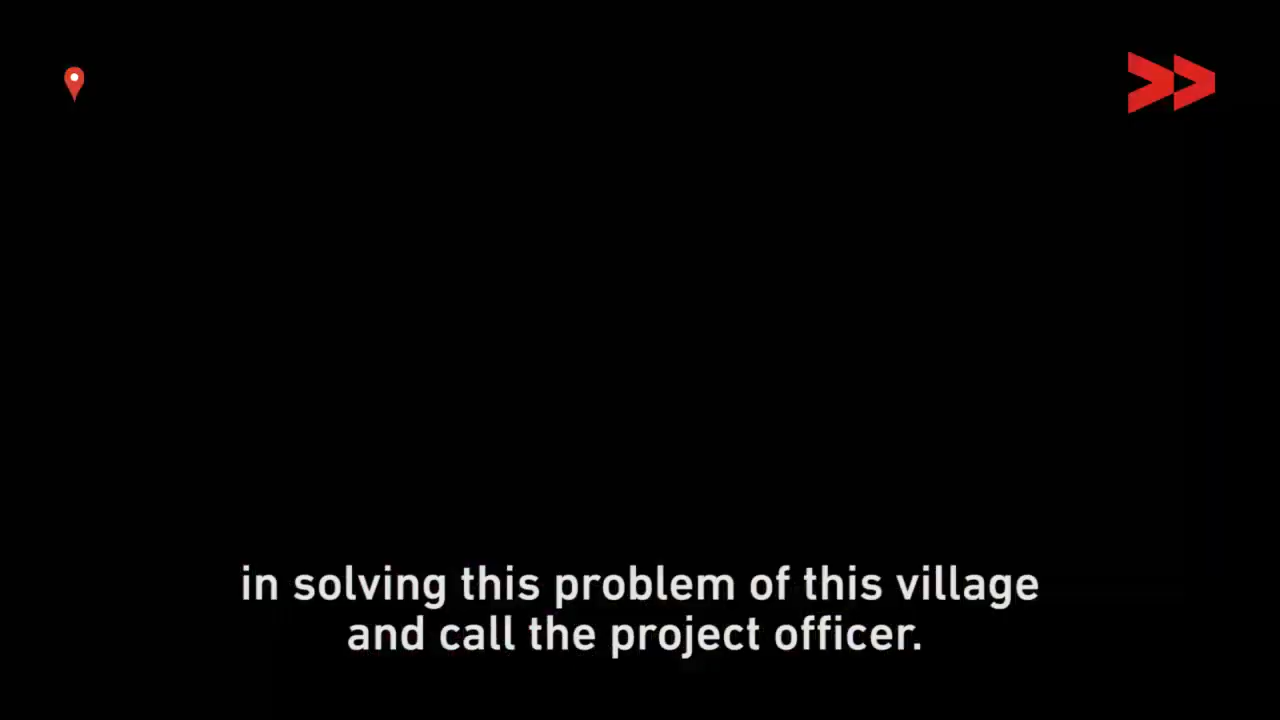 in solving this problem of this village
and call the project officer.